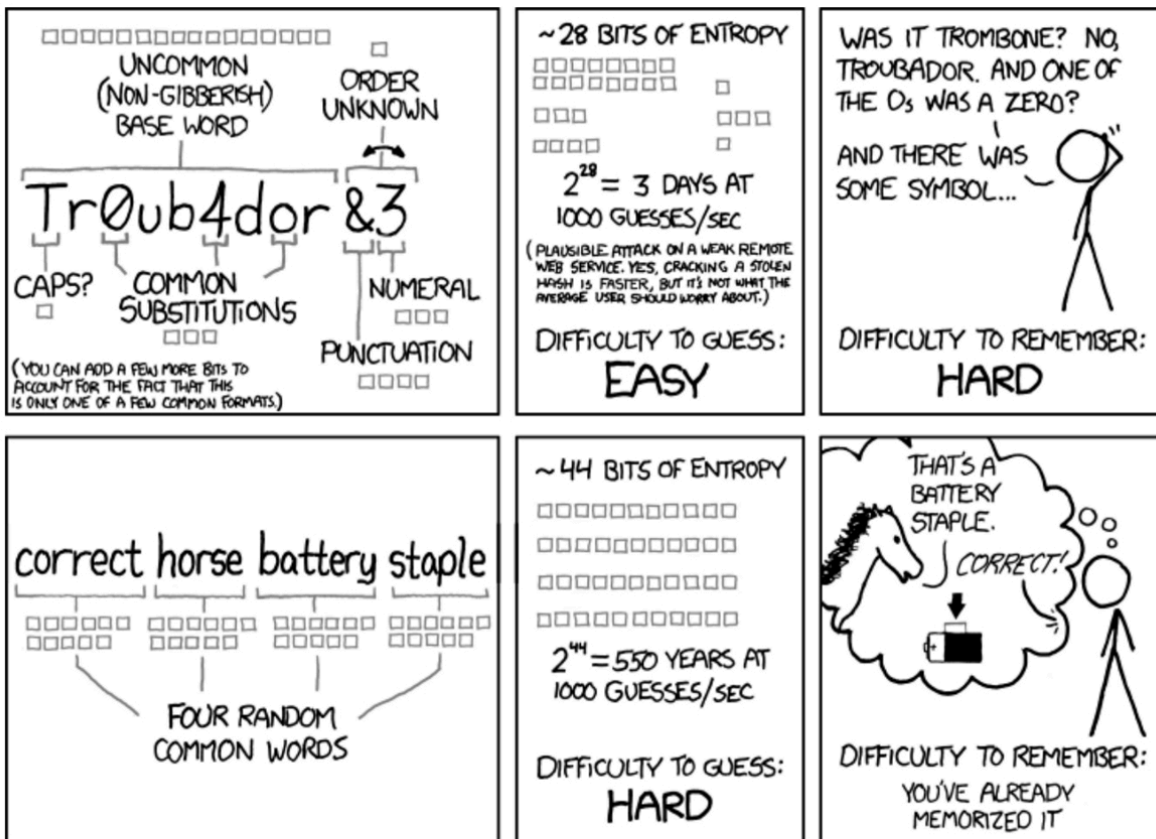 UNCOMMON
(NON-GIBBERISH)
BASE WORD
ORDER
UNKNOWN
Tr0ub4dor &3
CAPS?
COMMON
SUBSTITUTIONS
NUMERAL
PUNCTUATION
(YOU CAN ADD A FEW MORE BITS TO
ACCOUNT FOR THE FACT THAT THIS
IS ONLY ONE OF A FEW COMMON FORMATS.)
~28 BITS OF ENTROPY
2^28 = 3 DAYS AT
1000 GUESSES/SEC
(PLAUSIBLE ATTACK ON A WEAK REMOTE
WEB SERVICE. YES, CRACKING A STOLEN
HASH IS FASTER, BUT IT'S NOT WHAT THE
AVERAGE USER SHOULD WORRY ABOUT.)
DIFFICULTY TO GUESS:
EASY
WAS IT TROMBONE? NO,
TROUBADOR. AND ONE OF
THE Os WAS A ZERO?
AND THERE WAS
SOME SYMBOL...
DIFFICULTY TO REMEMBER:
HARD
correct horse battery staple
FOUR RANDOM
COMMON WORDS
~44 BITS OF ENTROPY
2^44 = 550 YEARS AT
1000 GUESSES/SEC
DIFFICULTY TO GUESS:
HARD
THAT'S A
BATTERY
STAPLE.
CORRECT!
DIFFICULTY TO REMEMBER:
YOU'VE ALREADY
MEMORIZED IT